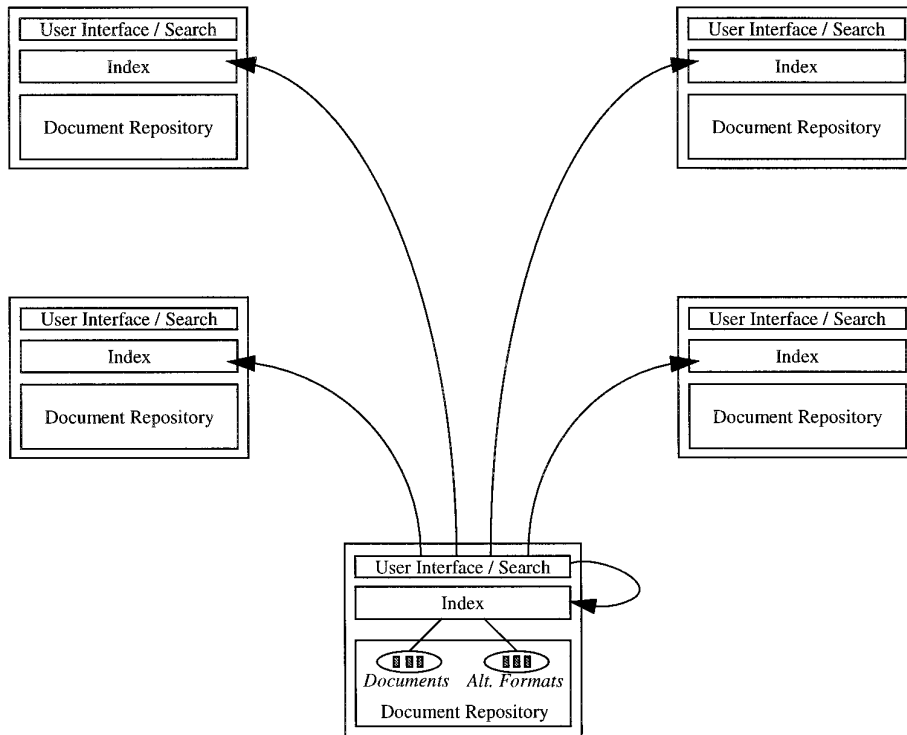 User Interface / Search
Index
Document Repository
User Interface / Search
Index
Document Repository
User Interface / Search
Index
Document Repository
User Interface / Search
Index
Document Repository
User Interface / Search
Index
Documents
Alt. Formats
Document Repository